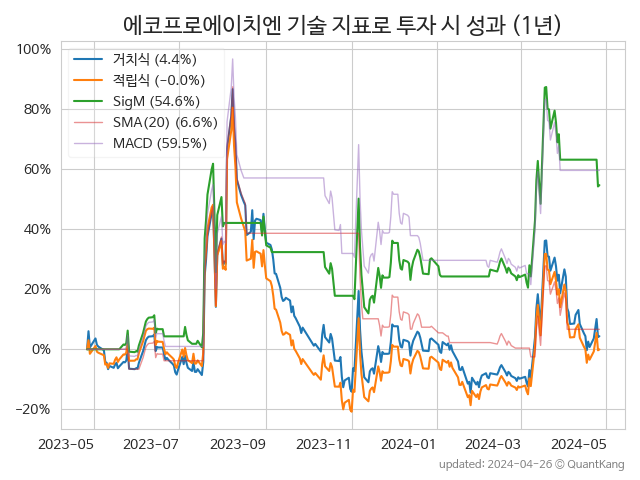 에코프로에이치엔 기술 지표로 투자 시 성과 (1년)
100%
80%
60%
40%
20%
0%
−20%
거치식 (4.4%)
적립식 (−0.0%)
SigM (54.6%)
SMA(20) (6.6%)
MACD (59.5%)
2023-05
2023-07
2023-09
2023-11
2024-01
2024-03
2024-05
updated: 2024-04-26 © QuantKang